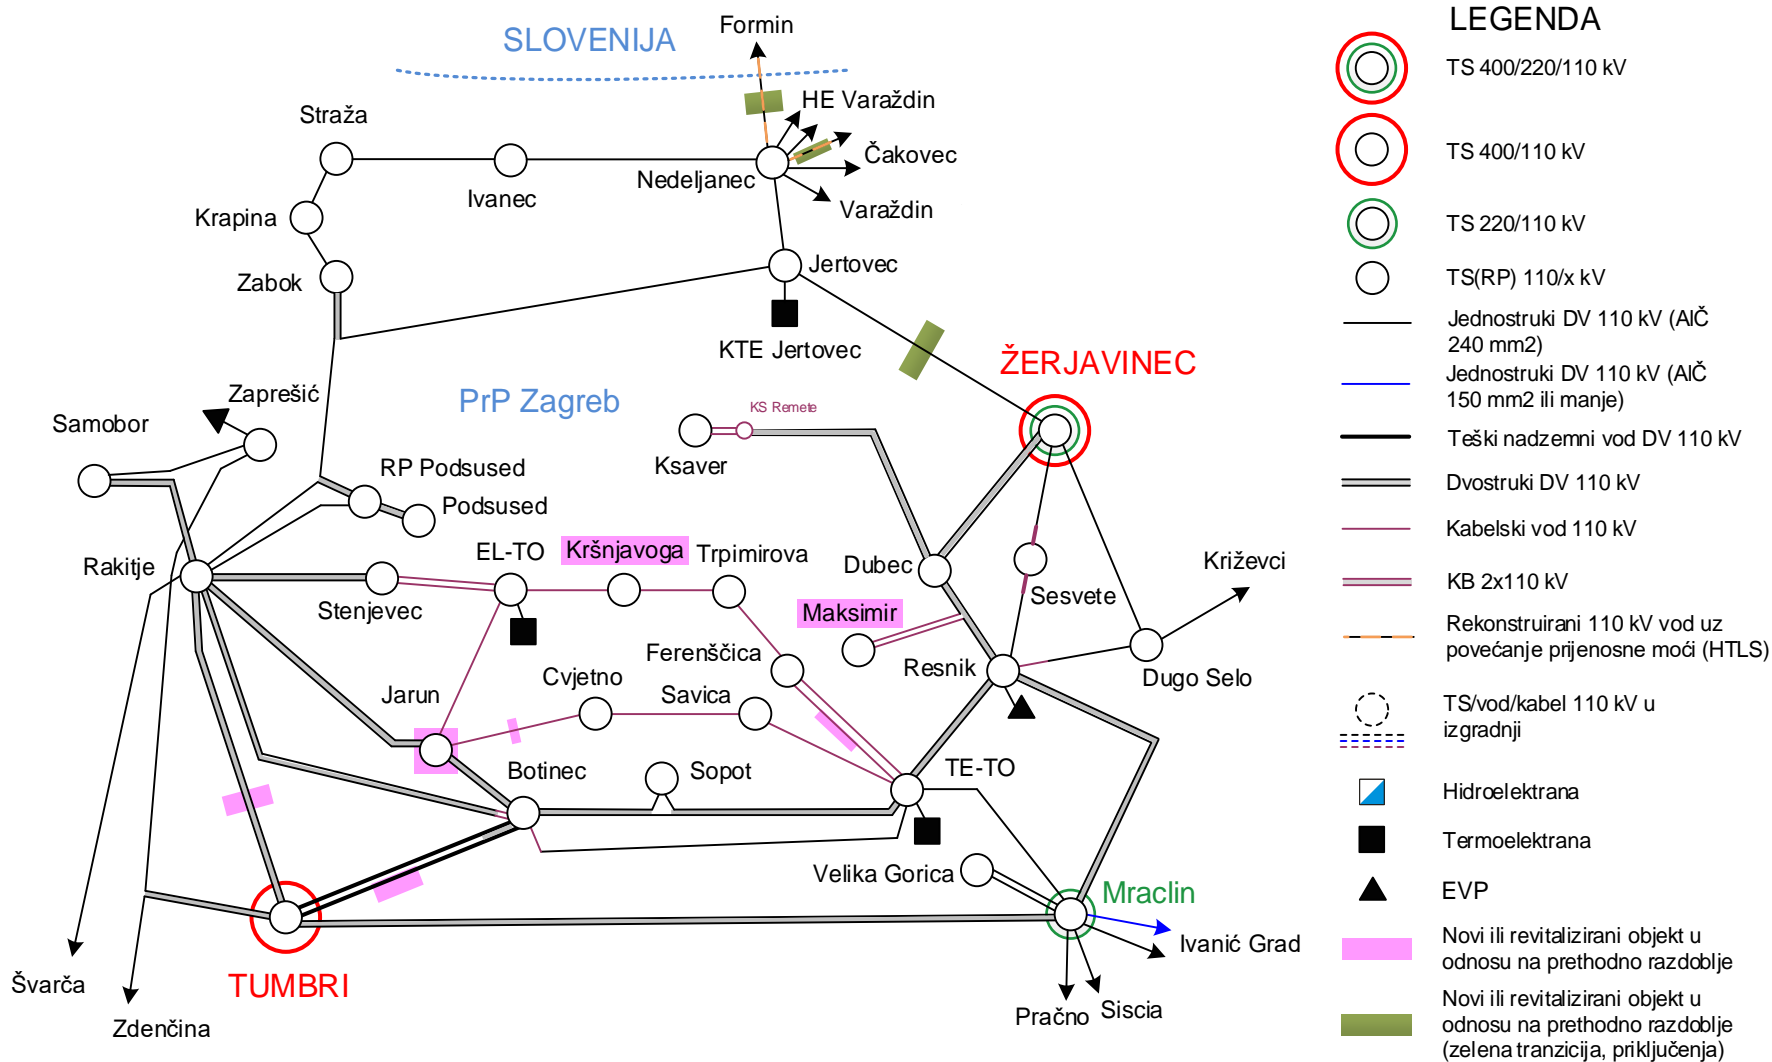 Formin
SLOVENIJA
HE Varaždin
Straža
Čakovec
Nedeljanec
Ivanec
Varaždin
Krapina
Jertovec
Zabok
KTE Jertovec
ŽERJAVINEC
Zaprešić
PrP Zagreb
KS Remete
Samobor
Ksaver
RP Podsused
Podsused
EL-TO
Kršnjavoga
Trpimirova
Rakitje
Dubec
Križevci
Stenjevec
Sesvete
Maksimir
Ferenščica
Resnik
Cvjetno
Savica
Dugo Selo
Jarun
Botinec
Sopot
TE-TO
Velika Gorica
Mraclin
Ivanić Grad
Švarča
TUMBRI
Siscia
Pračno
Zdenčina
LEGENDA
TS 400/220/110 kV
TS 400/110 kV
TS 220/110 kV
TS(RP) 110/x kV
Jednostruki DV 110 kV (AlČ
240 mm2)
Jednostruki DV 110 kV (AlČ
150 mm2 ili manje)
Teški nadzemni vod DV 110 kV
Dvostruki DV 110 kV
Kabelski vod 110 kV
KB 2x110 kV
Rekonstruirani 110 kV vod uz
povećanje prijenosne moći (HTLS)
TS/vod/kabel 110 kV u
izgradnji
Hidroelektrana
Termoelektrana
EVP
Novi ili revitalizirani objekt u
odnosu na prethodno razdoblje
Novi ili revitalizirani objekt u
odnosu na prethodno razdoblje
(zelena tranzicija, priključenja)